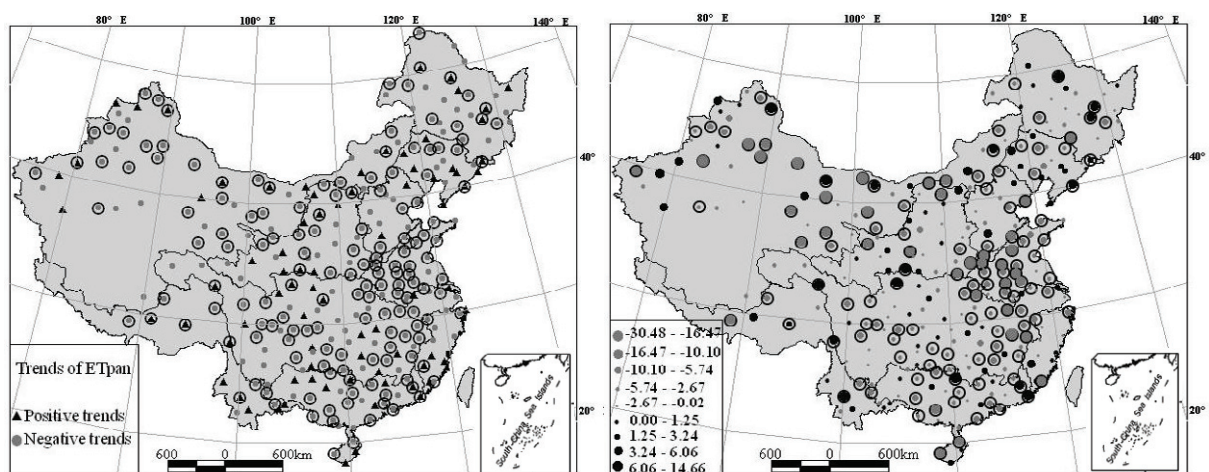 80° E 100° E 120° E 140° E
40°
20°
Trends of ETpan
Positive trends
Negative trends
600 0 600km
South China Sea Islands
80° E 100° E 120° E 140° E
40°
20°
-30.48 - -16.47
-16.47 - -10.10
-10.10 - -5.74
-5.74 - -2.67
-2.67 - -0.02
0.00 - 1.25
1.25 - 3.24
3.24 - 6.06
6.06 - 14.66
600 0 600km
South China Sea Islands